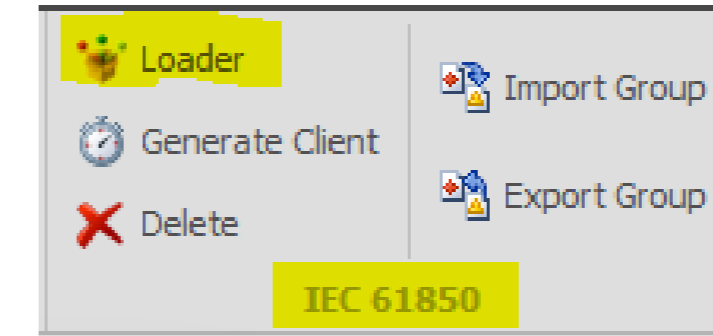 Loader
Generate Client
Delete
Import Group
Export Group
IEC 61850